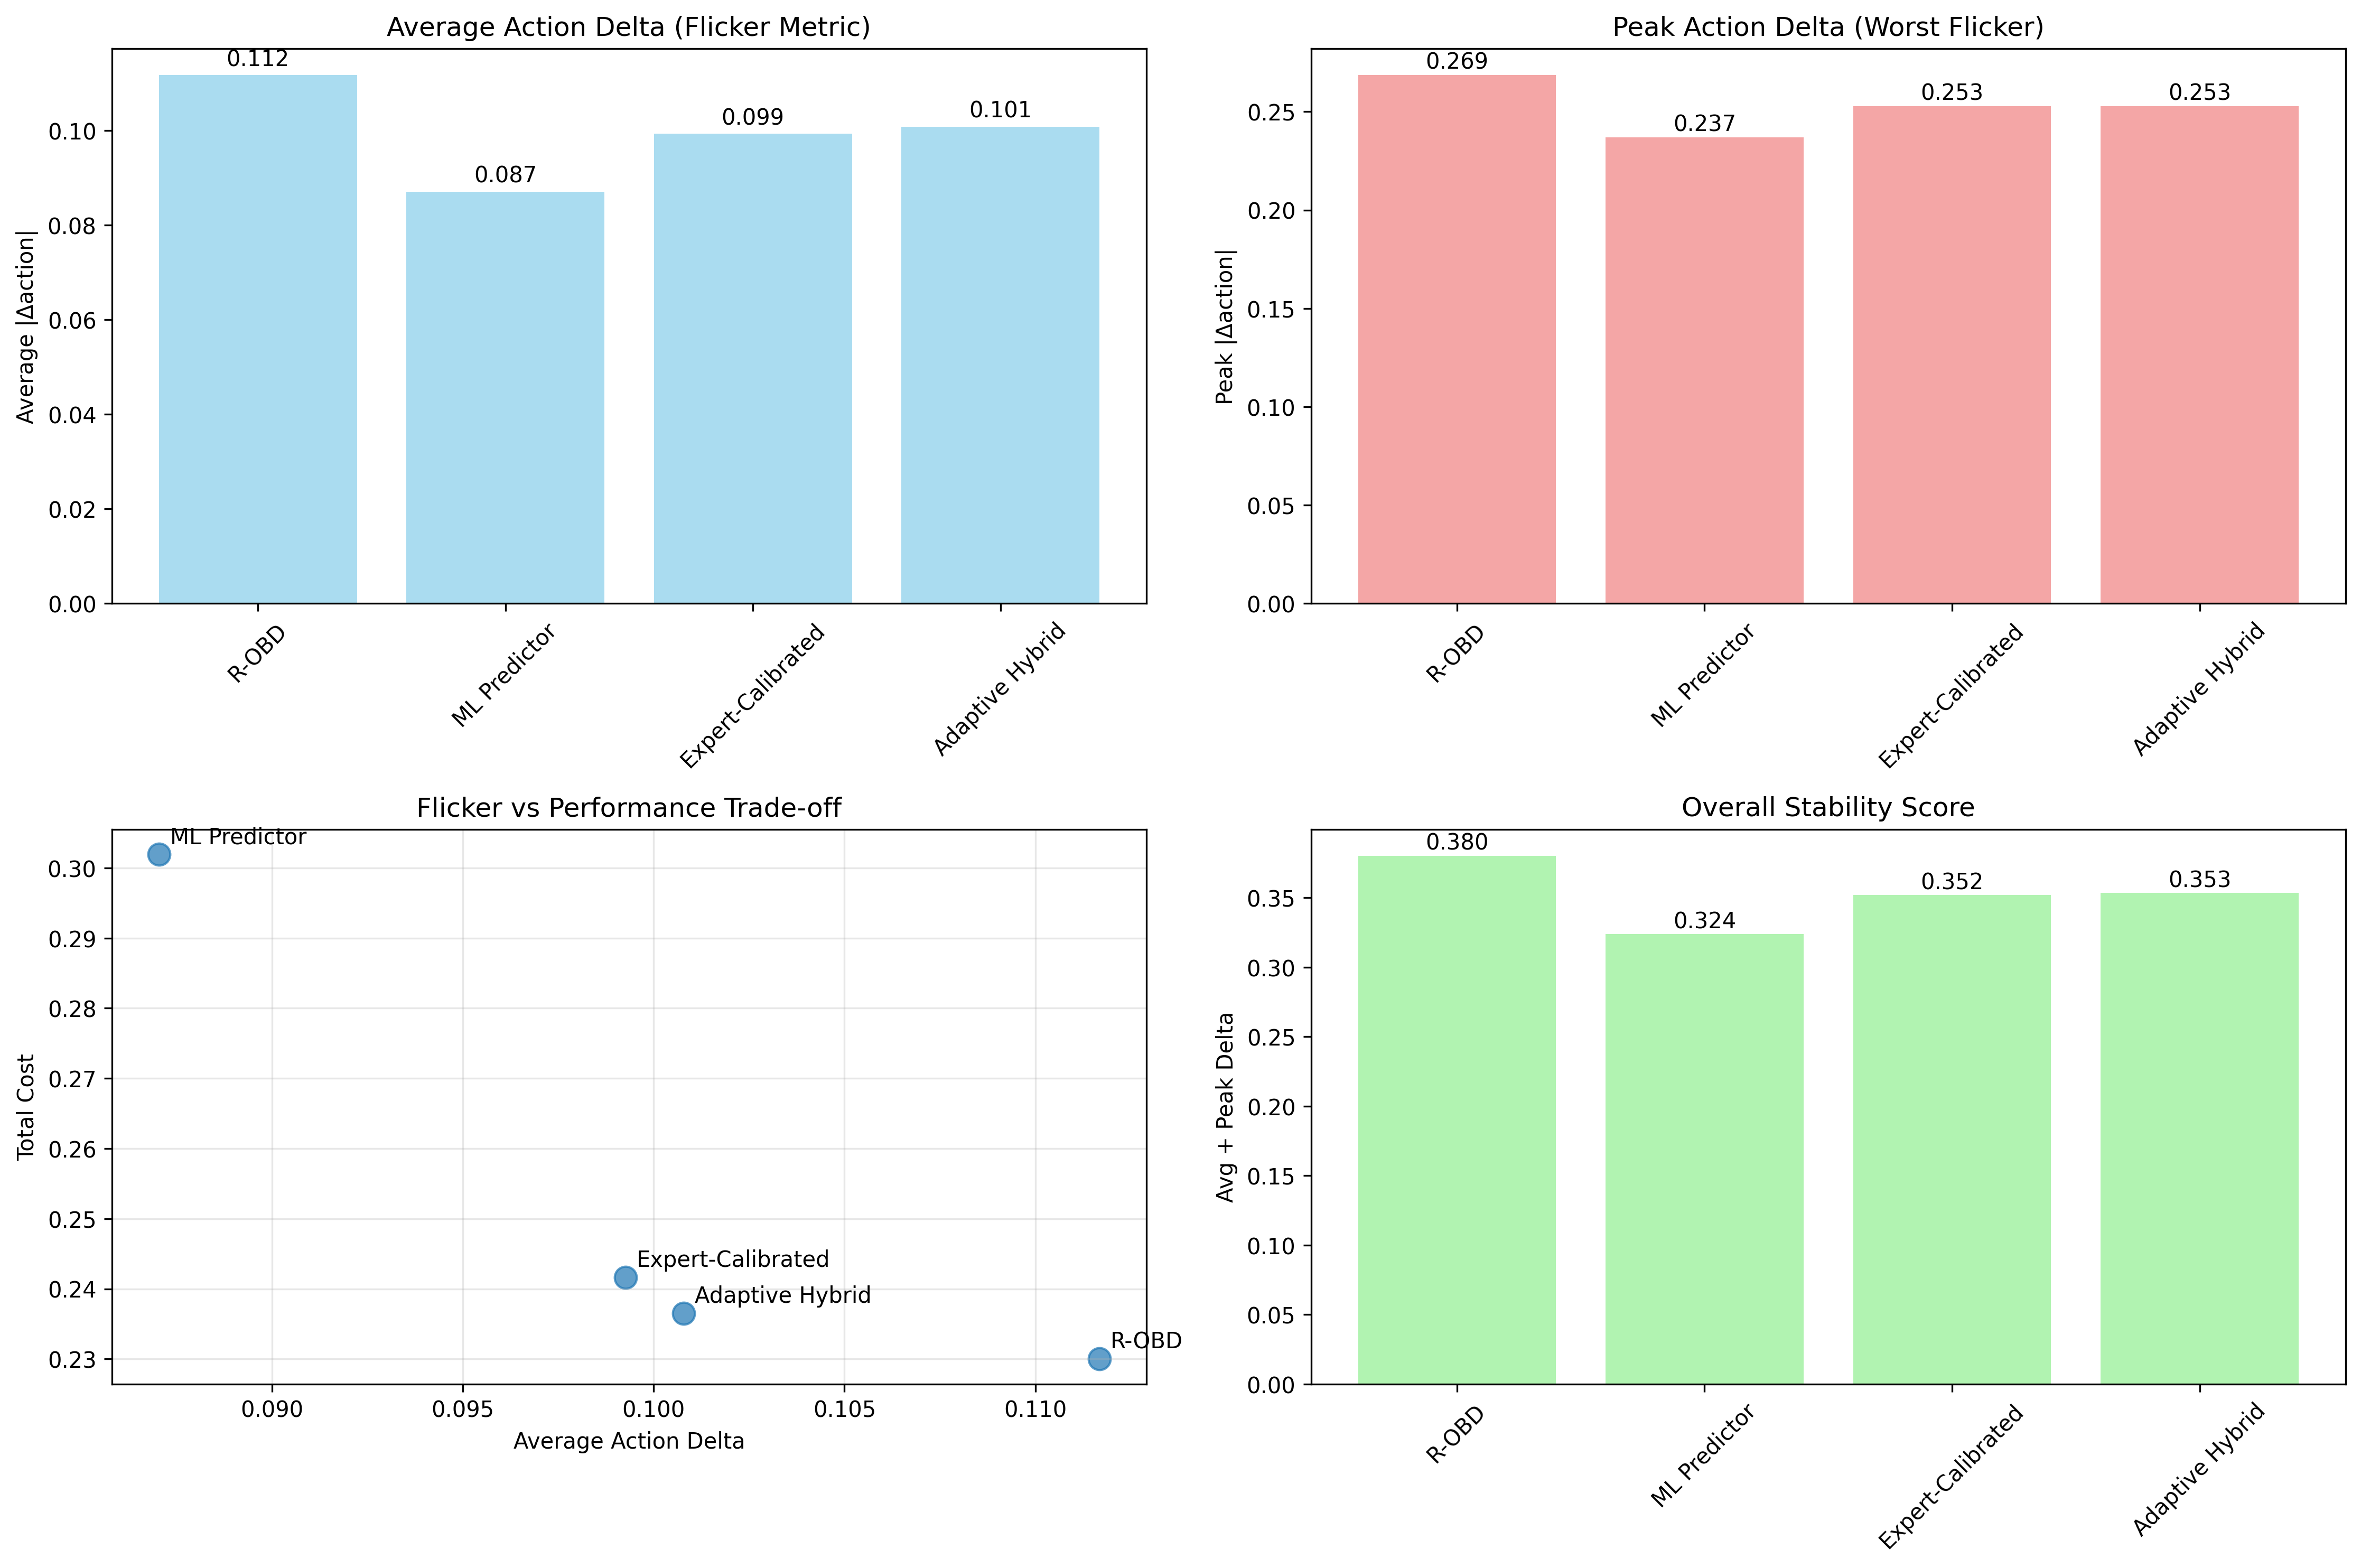 Average Action Delta (Flicker Metric)
Average |Δaction|
0.10
0.08
0.06
0.04
0.02
0.00
0.112
0.087
0.099
0.101
R-OBD
ML Predictor
Expert-Calibrated
Adaptive Hybrid
Peak Action Delta (Worst Flicker)
Peak |Δaction|
0.25
0.20
0.15
0.10
0.05
0.00
0.269
0.237
0.253
0.253
R-OBD
ML Predictor
Expert-Calibrated
Adaptive Hybrid
Flicker vs Performance Trade-off
Total Cost
0.30
0.29
0.28
0.27
0.26
0.25
0.24
0.23
ML Predictor
Expert-Calibrated
Adaptive Hybrid
R-OBD
0.090
0.095
0.100
0.105
0.110
Average Action Delta
Overall Stability Score
Avg + Peak Delta
0.35
0.30
0.25
0.20
0.15
0.10
0.05
0.00
0.380
0.324
0.352
0.353
R-OBD
ML Predictor
Expert-Calibrated
Adaptive Hybrid